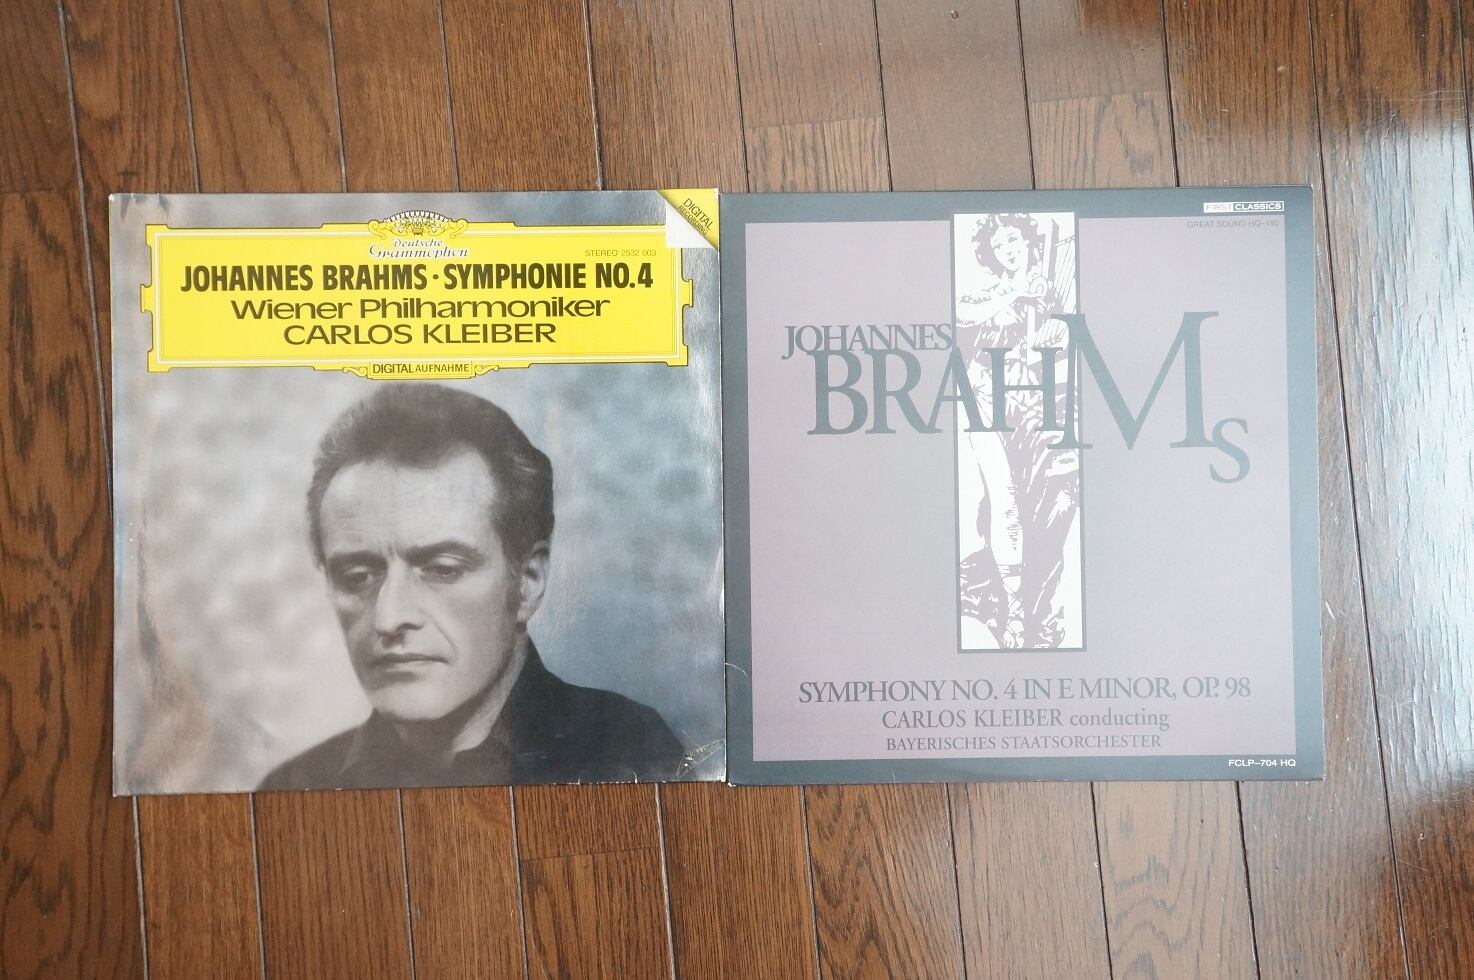 DIGITAL
RECORDING
Deutsche
Grammophon
STEREO 2532 003
JOHANNES BRAHMS · SYMPHONIE NO.4
Wiener Philharmoniker
CARLOS KLEIBER
DIGITAL AUFNAHME
FIRST CLASSICS
GREAT SOUND HQ-180
JOHANNES
BRAHMS
SYMPHONY NO. 4 IN E MINOR, OP. 98
CARLOS KLEIBER conducting
BAYERISCHES STAATSORCHESTER
FCLP-704 HQ